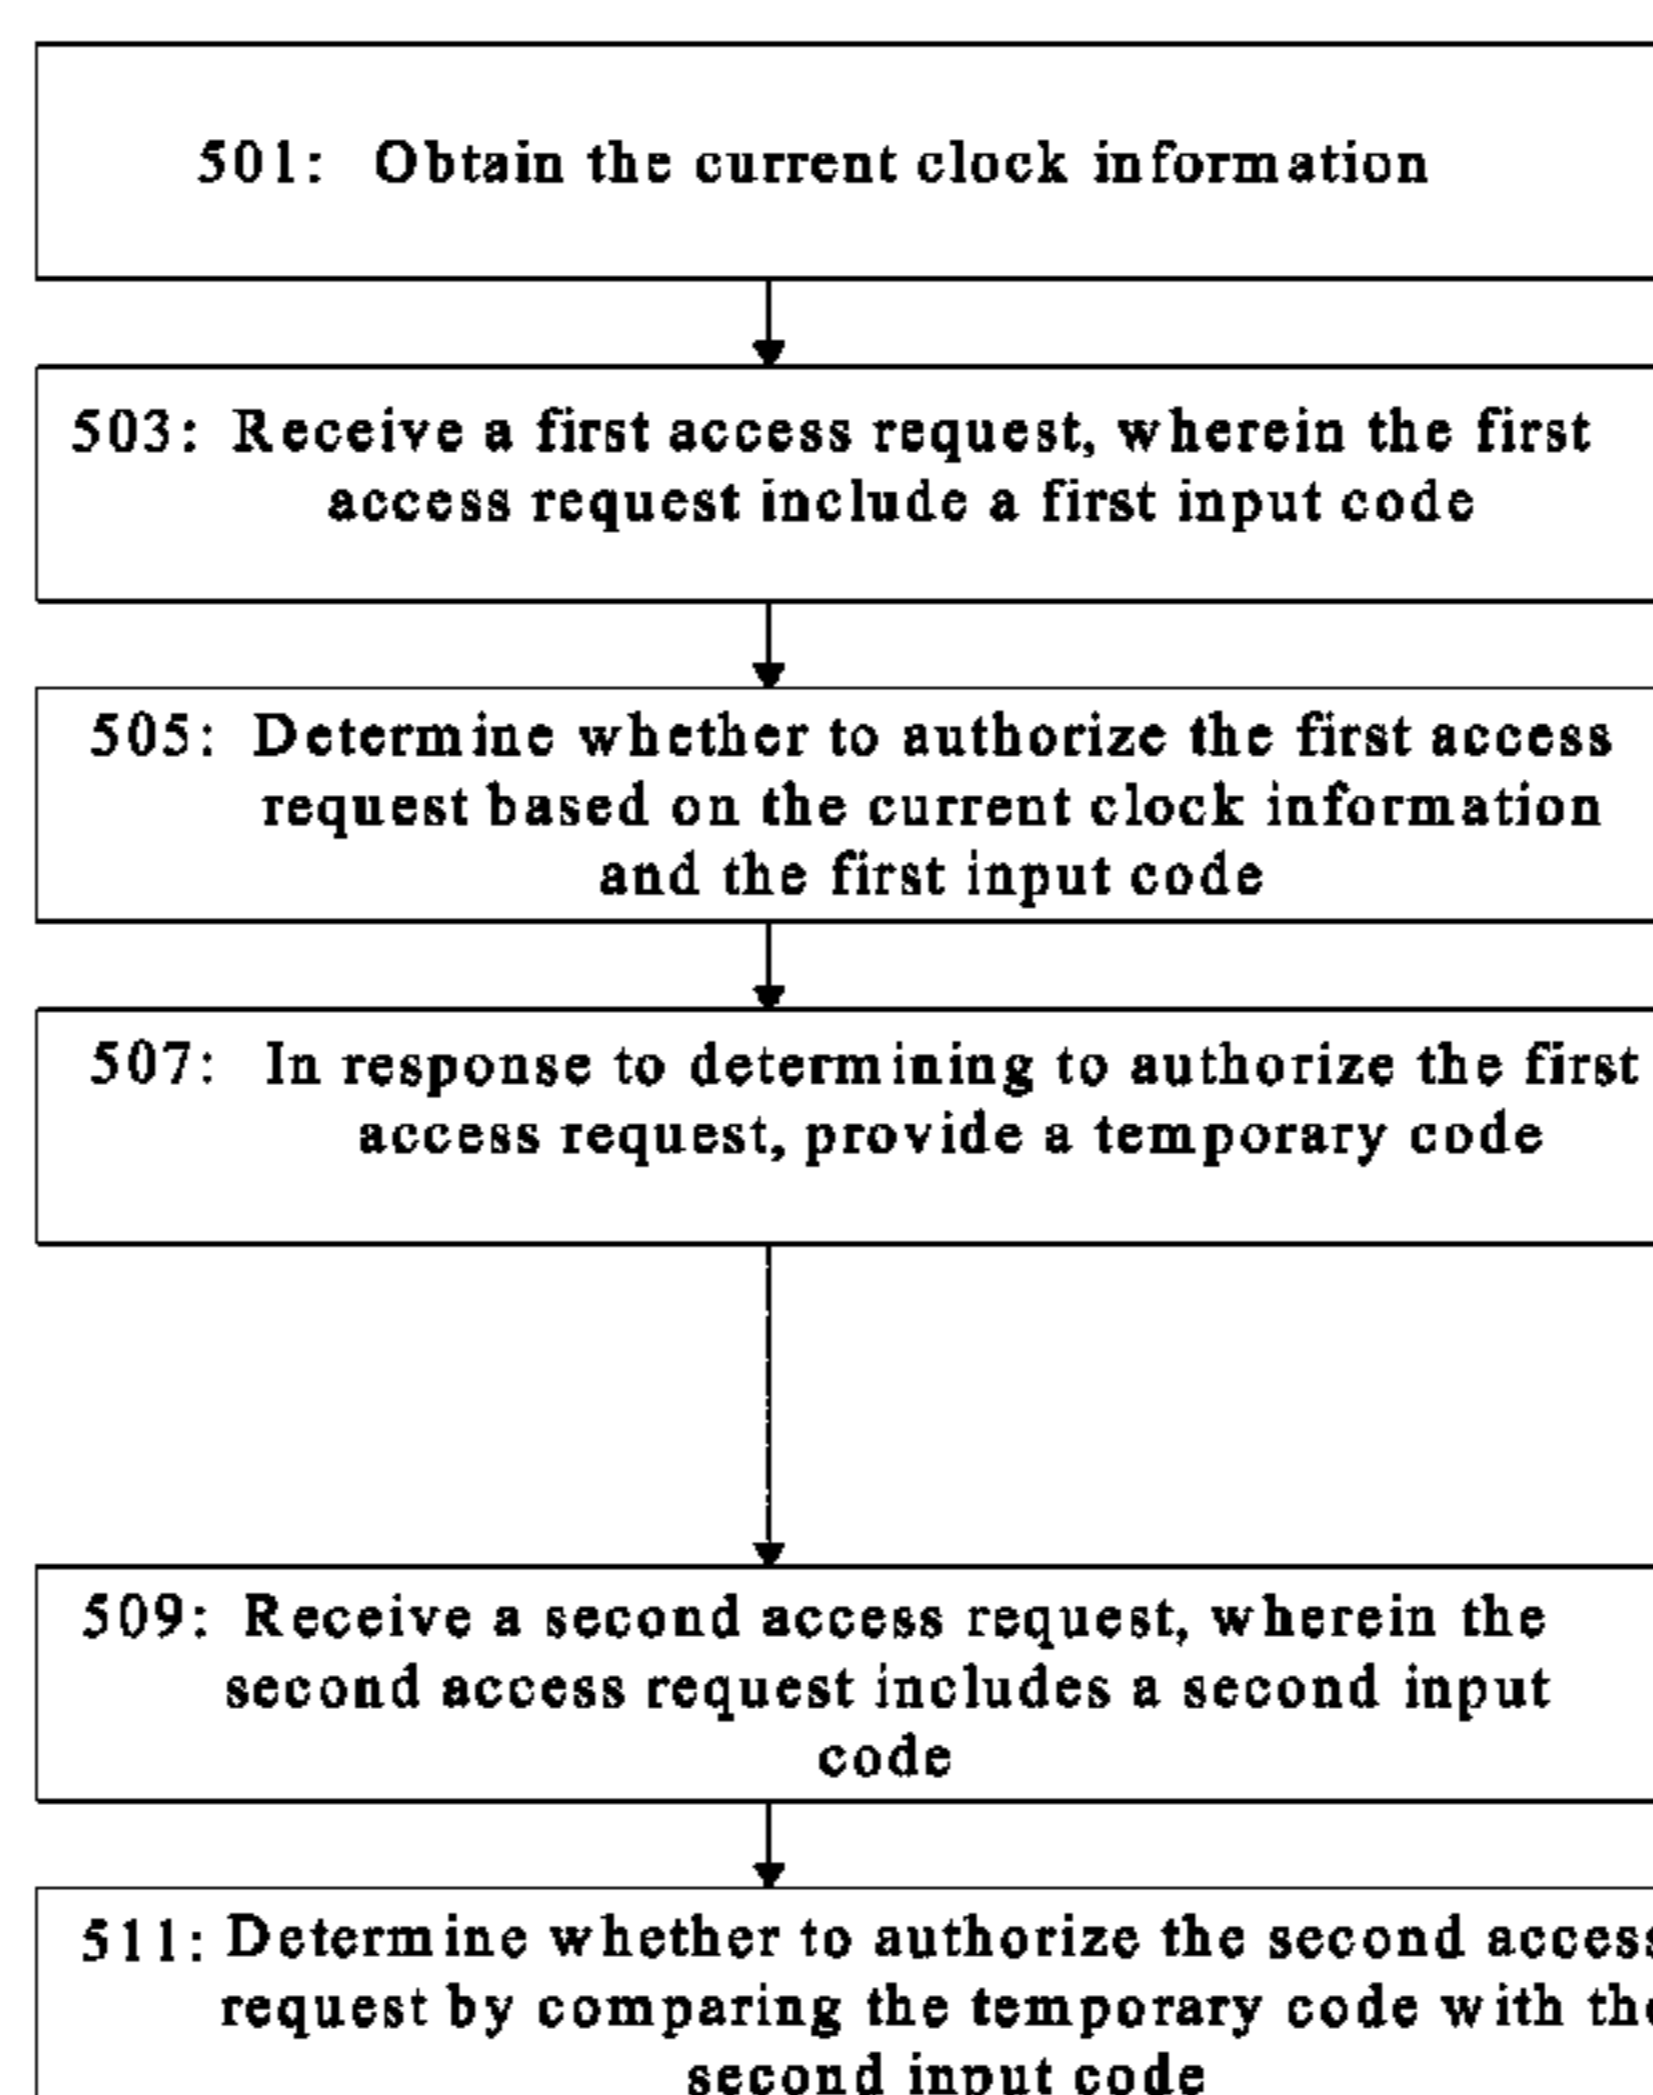 501: Obtain the current clock information
503: Receive a first access request, wherein the first
access request include a first input code
505: Determine whether to authorize the first access
request based on the current clock information
and the first input code
507: In response to determining to authorize the first
access request, provide a temporary code
509: Receive a second access request, wherein the
second access request includes a second input
code
511: Determine whether to authorize the second access
request by comparing the temporary code with the
second input code